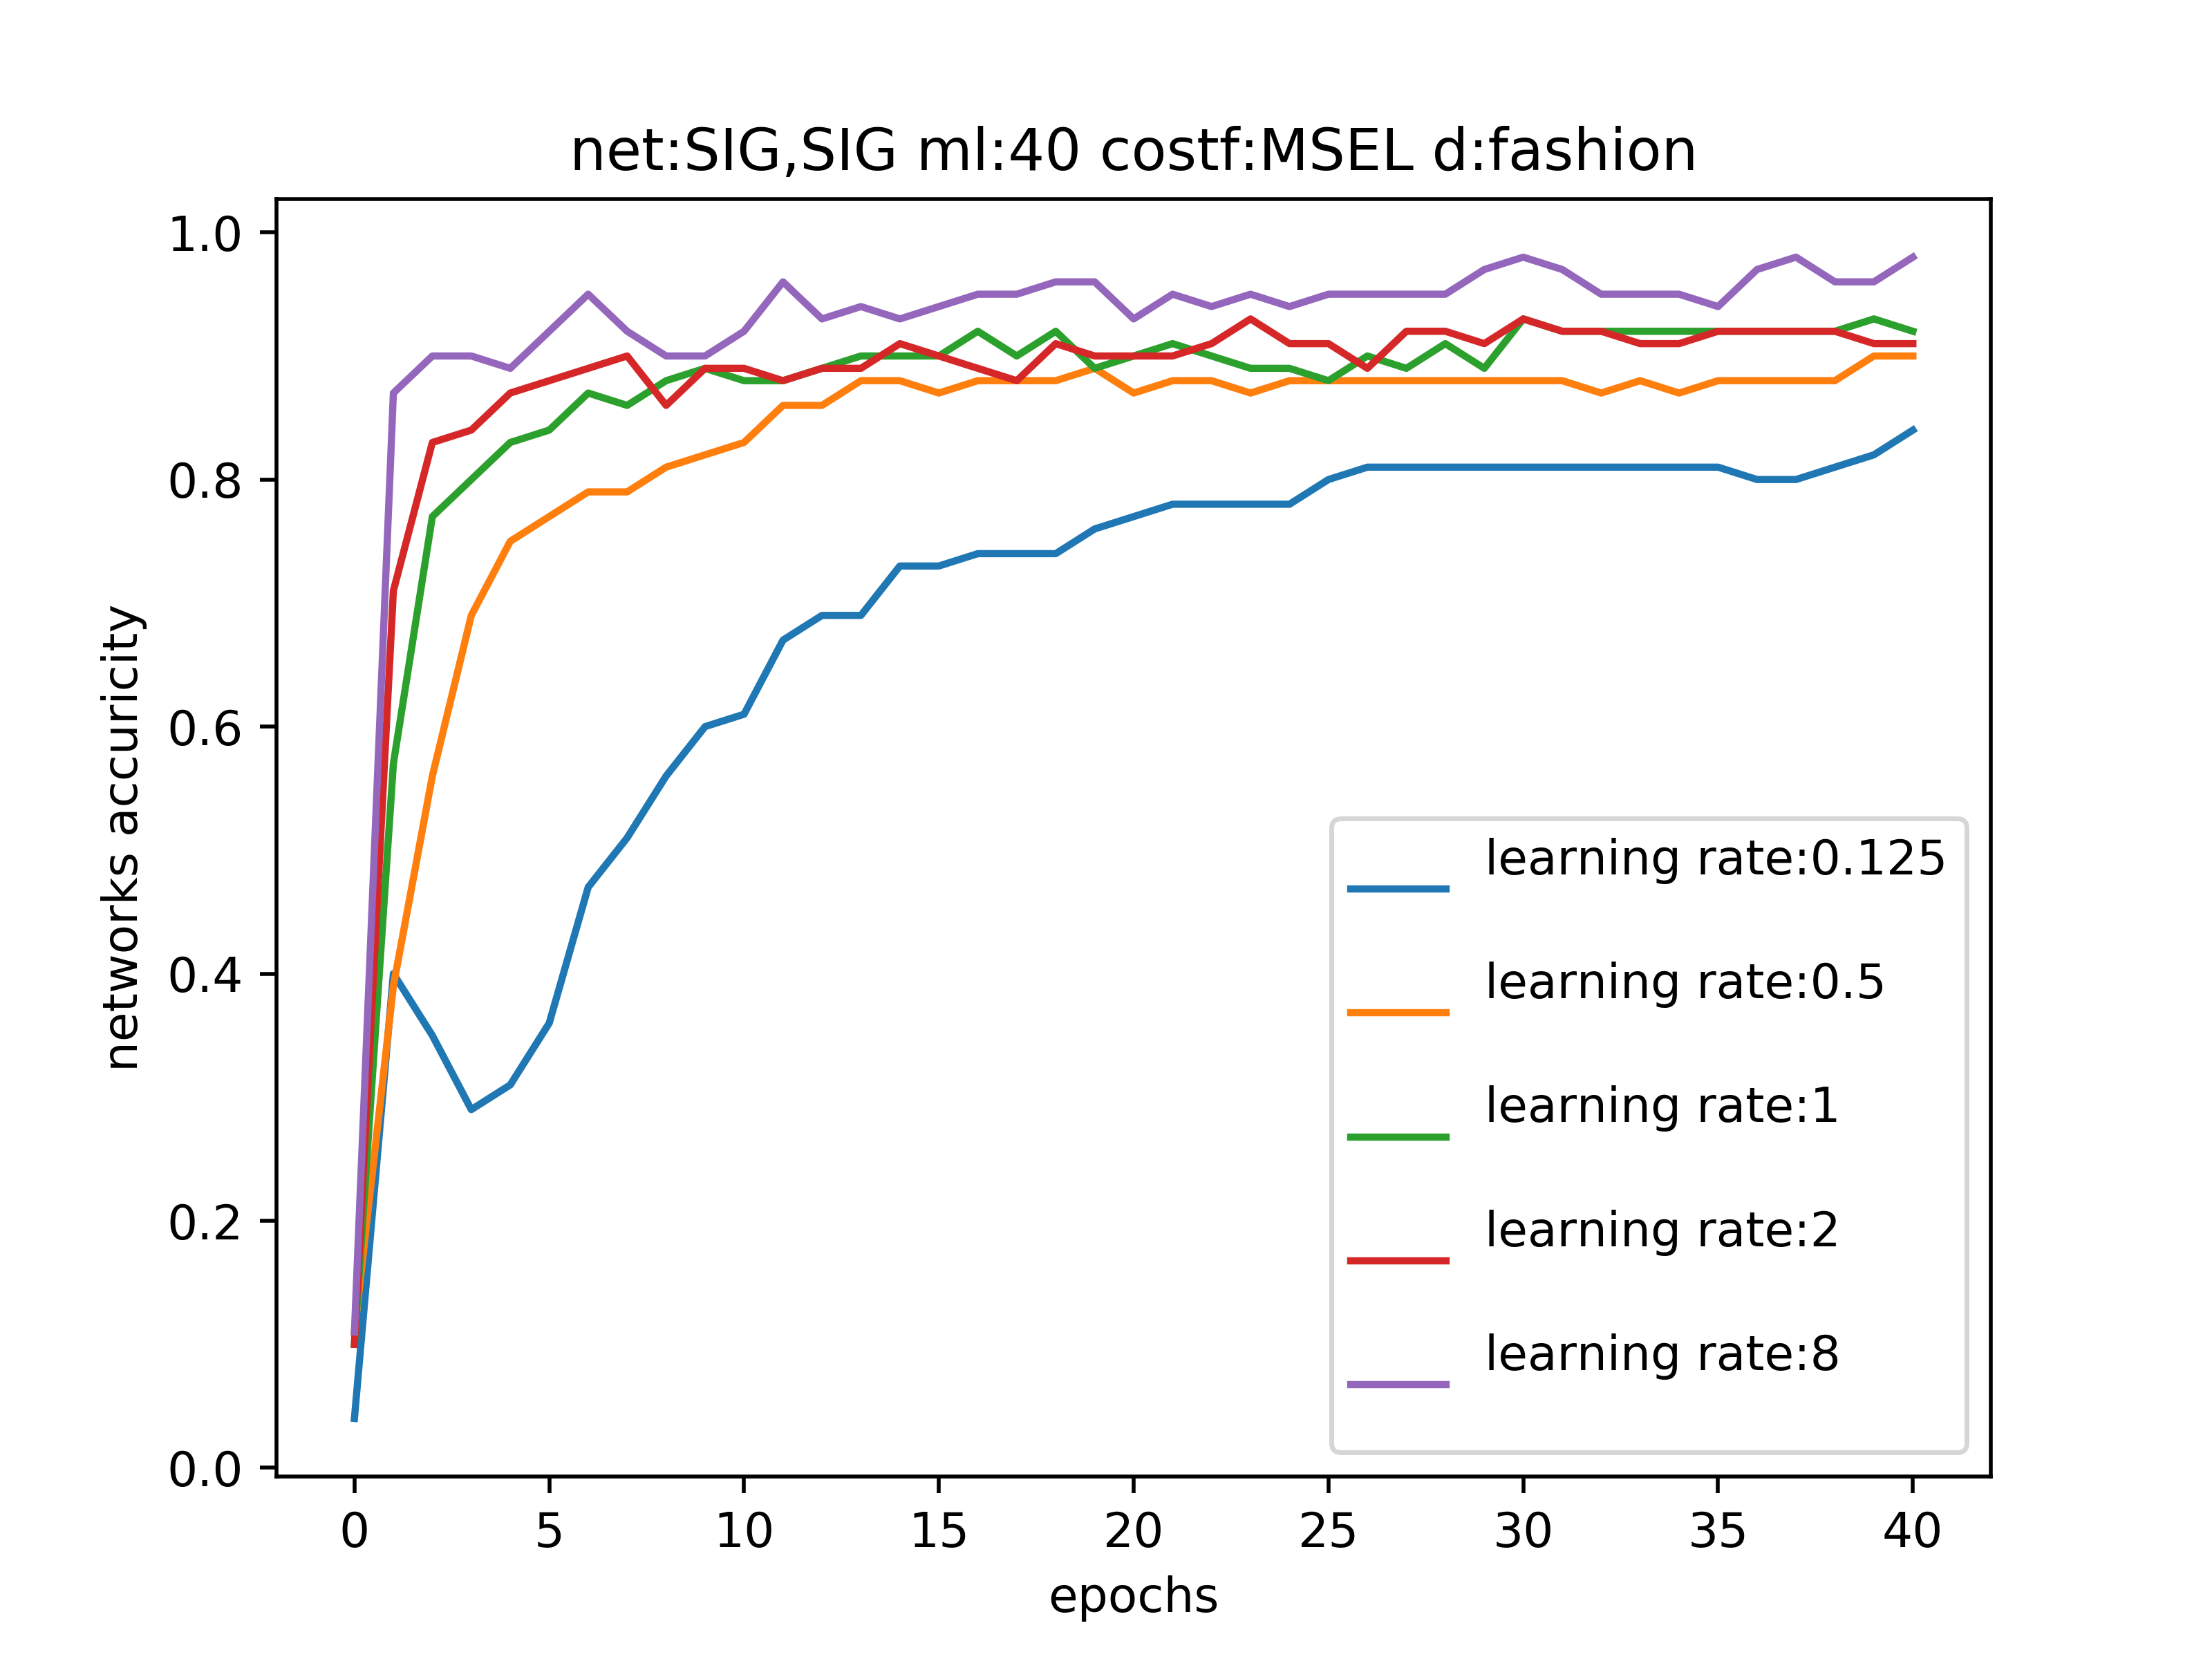 net:SIG,SIG ml:40 costf:MSEL d:fashion
1.0
0.8
0.6
0.4
0.2
0.0
networks accuricity
learning rate:0.125
learning rate:0.5
learning rate:1
learning rate:2
learning rate:8
0 5 10 15 20 25 30 35 40
epochs